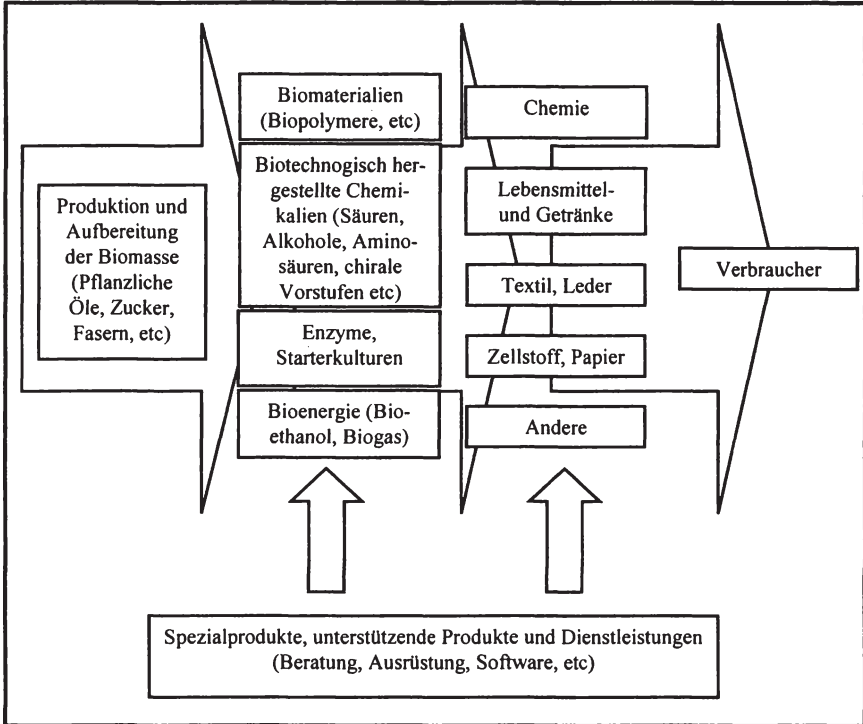 Produktion und
Aufbereitung
der Biomasse
(Pflanzliche
Öle, Zucker,
Fasern, etc)
Biomaterialien
(Biopolymere, etc)
Biotechnogisch her-
gestellte Chemi-
kalien (Säuren,
Alkohole, Amino-
säuren, chirale
Vorstufen etc)
Enzyme,
Starterkulturen
Bioenergie (Bio-
ethanol, Biogas)
Chemie
Lebensmittel-
und Getränke
Textil, Leder
Zellstoff, Papier
Andere
Verbraucher
Spezialprodukte, unterstützende Produkte und Dienstleistungen
(Beratung, Ausrüstung, Software, etc)